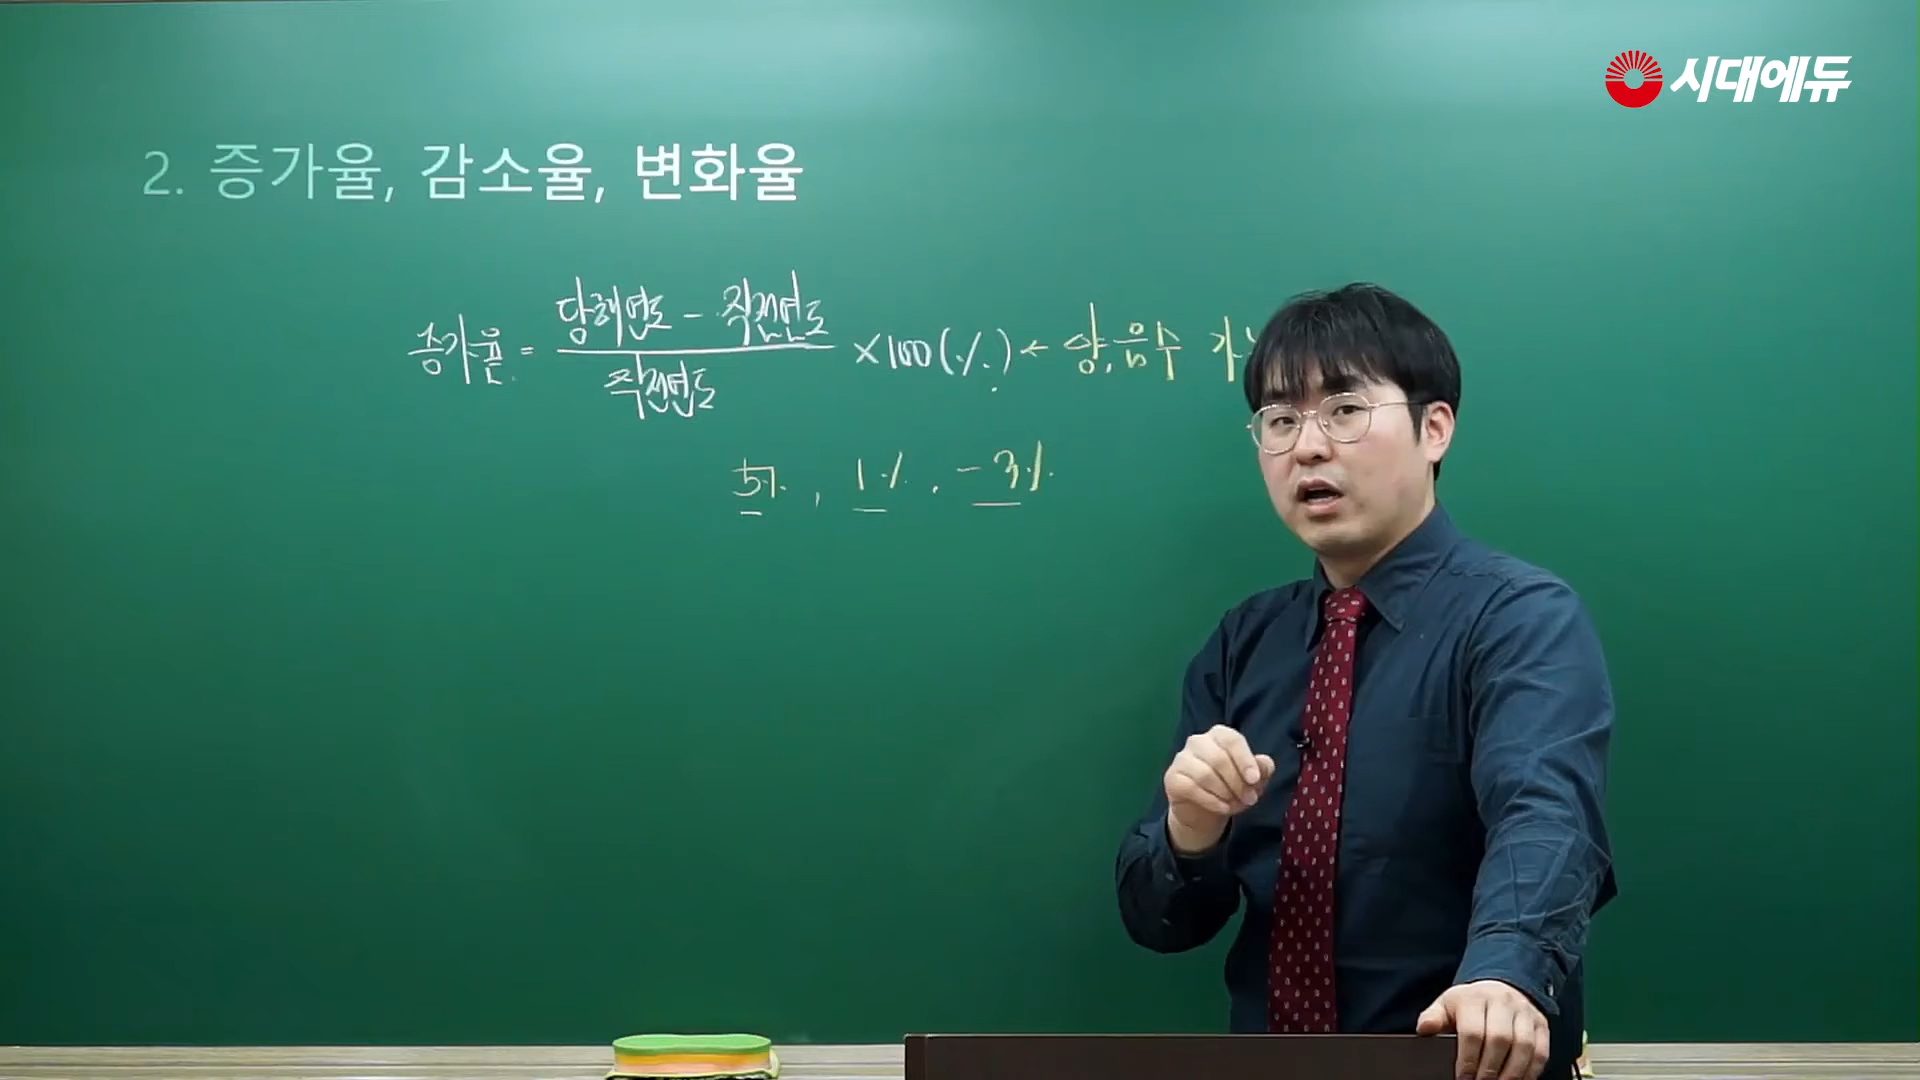 시대에듀
2. 증가율, 감소율, 변화율
당해연도 - 직전연도
증가율 = ×100(%) ← 양, 음수
직전연도
5%, 1%, -3%